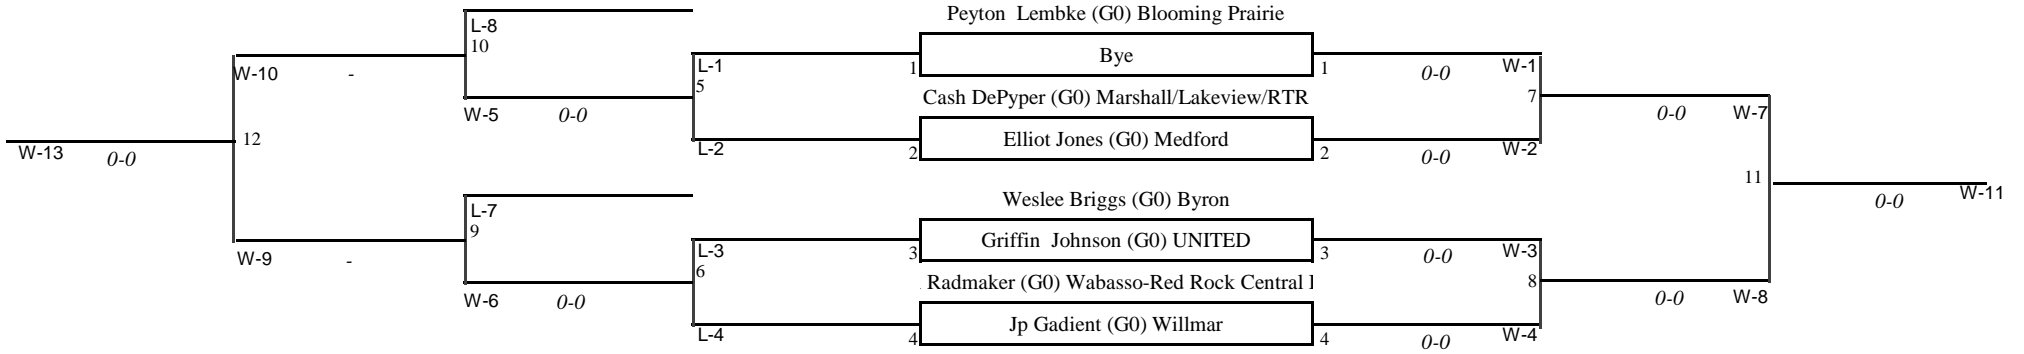 Peyton Lembke (G0) Blooming Prairie
L-8
10
Bye
W-10 -
L-1
1
1
0-0
W-1
5
7
Cash DePyper (G0) Marshall/Lakeview/RTR
W-5 0-0
0-0
W-7
12
Elliot Jones (G0) Medford
W-13 0-0
L-2
2
2
0-0
W-2
11
Weslee Briggs (G0) Byron
W-11
0-0
L-7
9
Griffin Johnson (G0) UNITED
W-9 -
L-3
3
3
0-0
W-3
6
8
Radmaker (G0) Wabasso-Red Rock Central
W-6 0-0
0-0
W-8
Jp Gadient (G0) Willmar
L-4
4
4
0-0
W-4